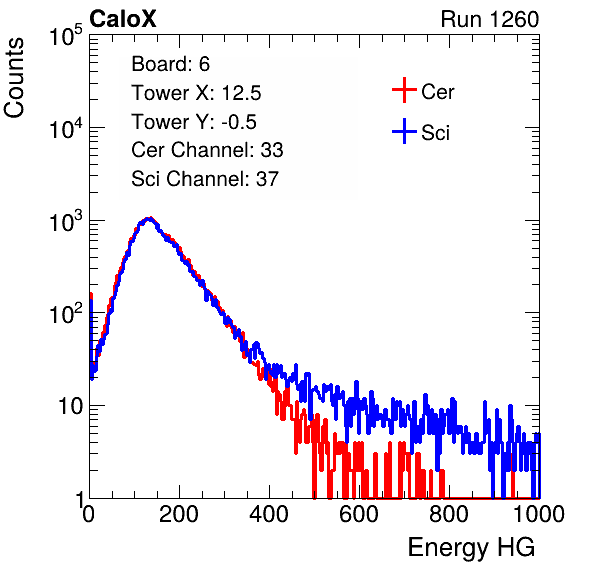 CaloX Run 1260
Counts
10^5
10^4
10^3
10^2
10
1
Board: 6
Tower X: 12.5
Tower Y: -0.5
Cer Channel: 33
Sci Channel: 37
Cer
Sci
0 200 400 600 800 1000
Energy HG